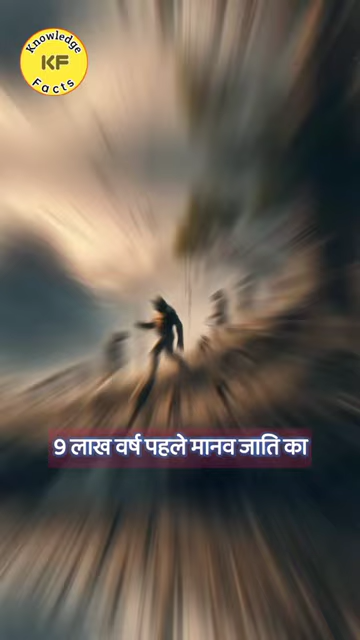 Knowledge
KF
Facts
9 लाख वर्ष पहले मानव जाति का